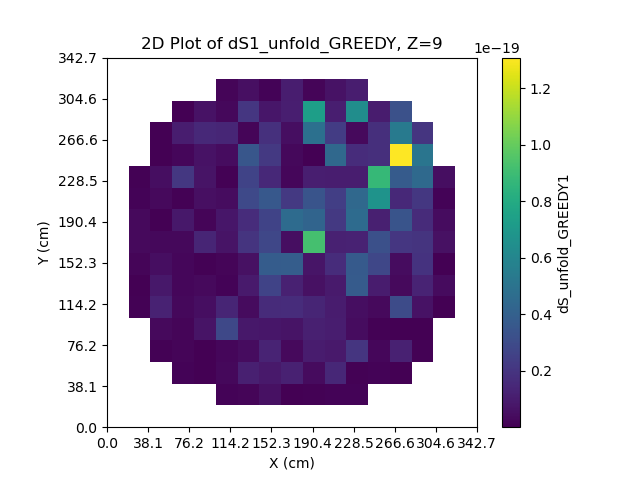 2D Plot of dS1_unfold_GREEDY, Z=9
1e−19
342.7
304.6
266.6
228.5
190.4
152.3
114.2
76.2
38.1
0.0
Y (cm)
0.0 38.1 76.2 114.2 152.3 190.4 228.5 266.6 304.6 342.7
X (cm)
1.2
1.0
0.8
0.6
0.4
0.2
dS_unfold_GREEDY1